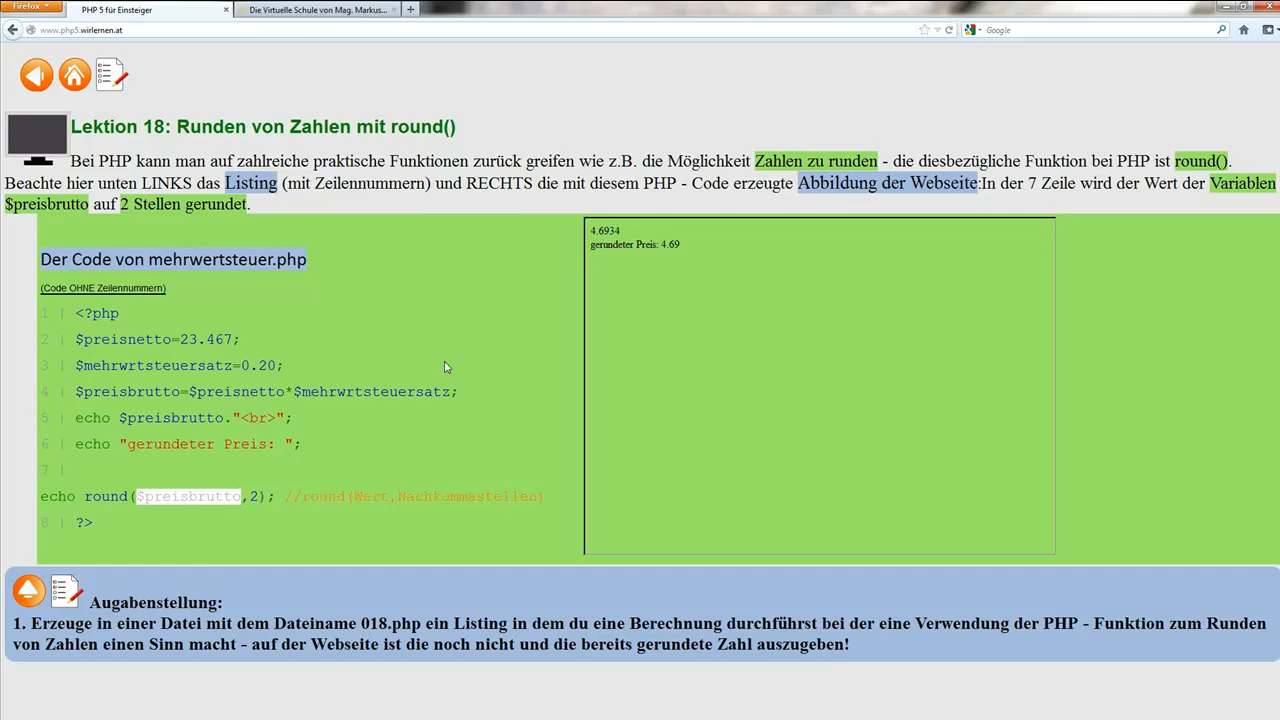 Firefox
PHP 5 für Einsteiger
Die Virtuelle Schule von Mag. Markus...
www.php5.wirlernen.at
Google
Lektion 18: Runden von Zahlen mit round()
Bei PHP kann man auf zahlreiche praktische Funktionen zurück greifen wie z.B. die Möglichkeit Zahlen zu runden - die diesbezügliche Funktion bei PHP ist round().
Beachte hier unten LINKS das Listing (mit Zeilennummern) und RECHTS die mit diesem PHP - Code erzeugte Abbildung der Webseite:In der 7 Zeile wird der Wert der Variablen
$preisbrutto auf 2 Stellen gerundet.
Der Code von mehrwertsteuer.php
(Code OHNE Zeilennummern)
1 | <?php
2 | $preisnetto=23.467;
3 | $mehrwrtsteuersatz=0.20;
4 | $preisbrutto=$preisnetto*$mehrwrtsteuersatz;
5 | echo $preisbrutto."<br>";
6 | echo "gerundeter Preis: ";
7 |
echo round($preisbrutto,2); //round(Wert,Nachkommastellen)
8 | ?>
4.6934
gerundeter Preis: 4.69
Augabenstellung:
1. Erzeuge in einer Datei mit dem Dateiname 018.php ein Listing in dem du eine Berechnung durchführst bei der eine Verwendung der PHP - Funktion zum Runden
von Zahlen einen Sinn macht - auf der Webseite ist die noch nicht und die bereits gerundete Zahl auszugeben!